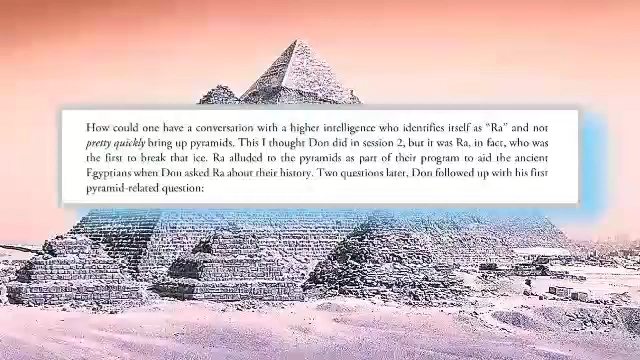 How could one have a conversation with a higher intelligence who identifies itself as “Ra” and not
pretty quickly bring up pyramids. This I thought Don did in session 2, but it was Ra, in fact, who was
the first to break that ice. Ra alluded to the pyramids as part of their program to aid the ancient
Egyptians when Don asked Ra about their history. Two questions later, Don followed up with his first
pyramid-related question: